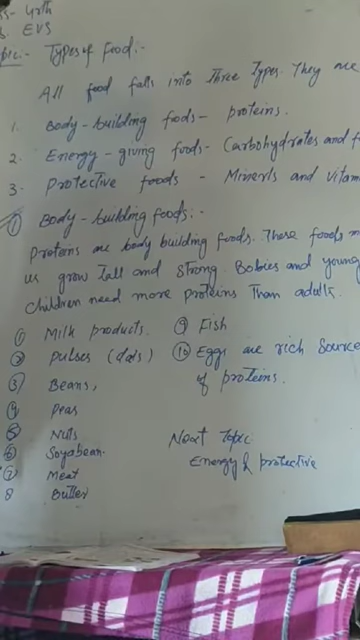 4th
EVS
Topic:- Types of Food:-
All food falls into Three Types. They are
1. Body-building foods- proteins.
2. Energy-giving foods- Carbohydrates and f
3. Protective foods - Minerls and vitam
① Body-building foods:-
Proteins are body building foods. These foods m
us grow tall and strong. Babies and young
children need more proteins Than adults.
① Milk products.
② Pulses (dals)
③ Beans,
④ Peas
⑤ Nuts
⑥ Soyabean.
⑦ Meat
8 Butter
⑨ Fish
⑩ Eggs are rich Source
of proteins.
Next Topic
Energy & protective